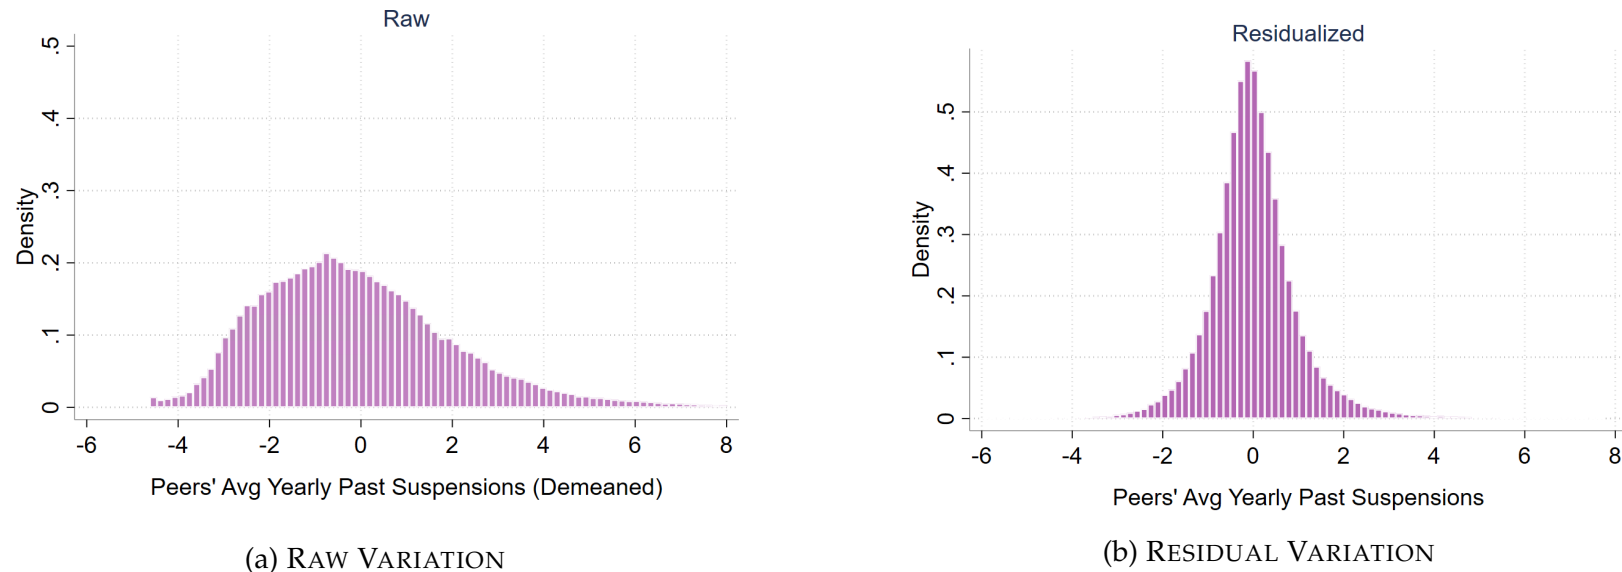 Raw
.5
.4
.3
.2
.1
0
Density
-6 -4 -2 0 2 4 6 8
Peers' Avg Yearly Past Suspensions (Demeaned)
(a) RAW VARIATION
Residualized
.5
.4
.3
.2
.1
0
Density
-6 -4 -2 0 2 4 6 8
Peers' Avg Yearly Past Suspensions
(b) RESIDUAL VARIATION